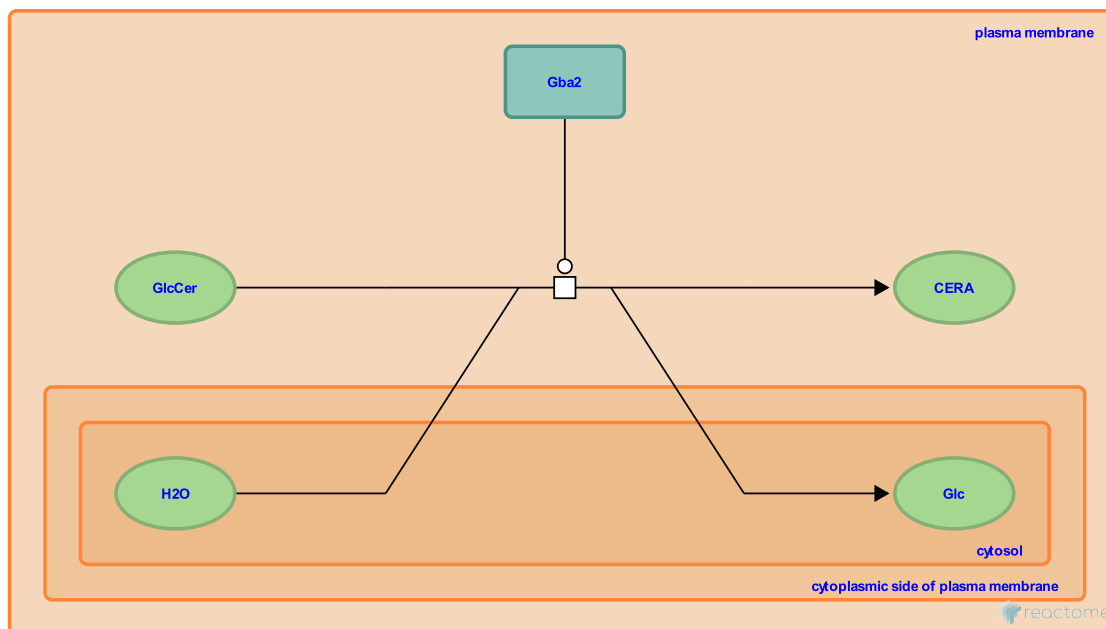 plasma membrane
Gba2
GlcCer
CERA
H2O
Glc
cytosol
cytoplasmic side of plasma membrane
reactome